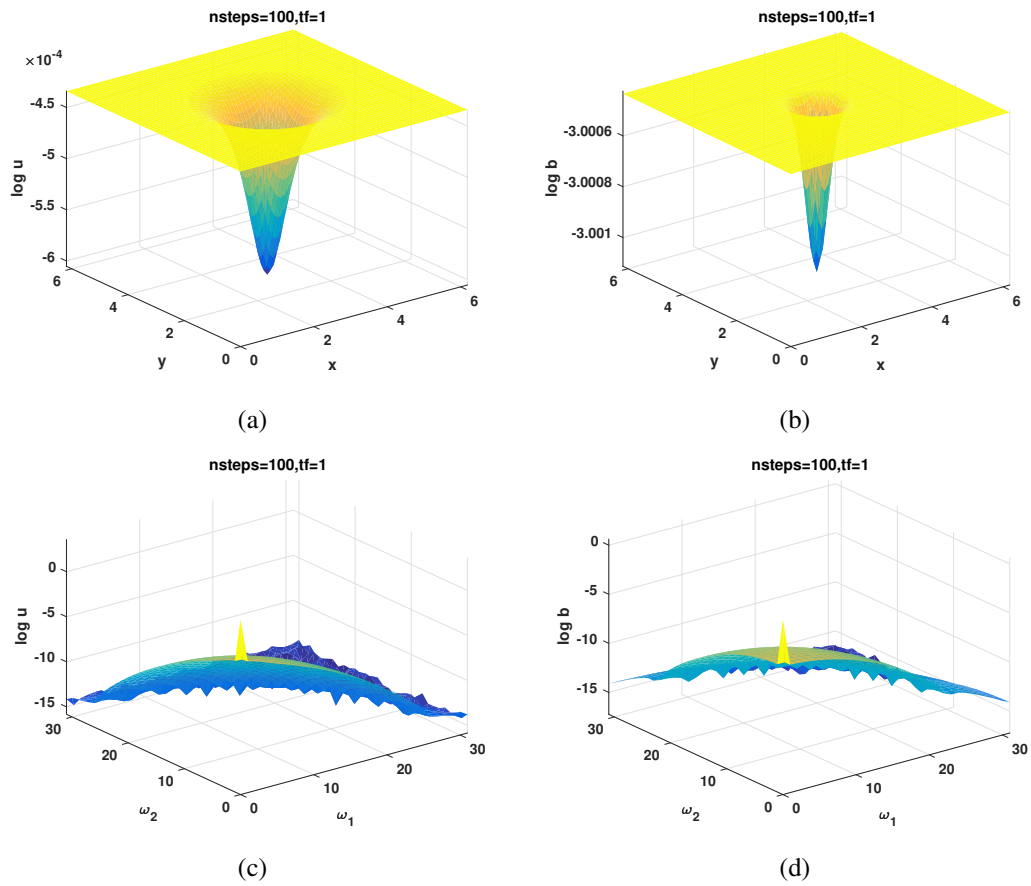 nsteps=100,tf=1
×10⁻⁴
-4.5
-5
-5.5
-6
log u
6
4
2
0
y
0
2
4
6
x
(a)
nsteps=100,tf=1
-3.0006
-3.0008
-3.001
log b
6
4
2
0
y
0
2
4
6
x
(b)
nsteps=100,tf=1
0
-5
-10
-15
log u
30
20
10
0
ω₂
0
10
20
30
ω₁
(c)
nsteps=100,tf=1
0
-5
-10
-15
log b
30
20
10
0
ω₂
0
10
20
30
ω₁
(d)